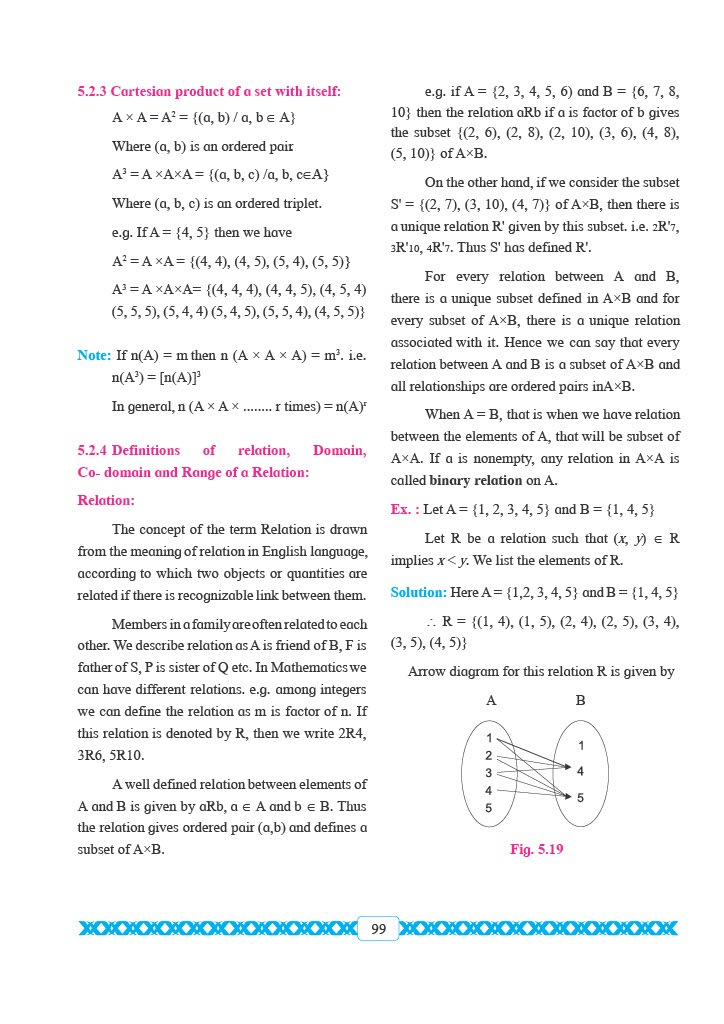 5.2.3 Cartesian product of a set with itself:
A × A = A² = {(a, b) / a, b ∈ A}
Where (a, b) is an ordered pair.
A³ = A ×A×A = {(a, b, c) /a, b, c∈A}
Where (a, b, c) is an ordered triplet.
e.g. If A = {4, 5} then we have
A² = A ×A = {(4, 4), (4, 5), (5, 4), (5, 5)}
A³ = A ×A×A= {(4, 4, 4), (4, 4, 5), (4, 5, 4)
(5, 5, 5), (5, 4, 4) (5, 4, 5), (5, 5, 4), (4, 5 5)}
Note: If n(A) = m then n (A × A × A) = m³. i.e.
n(A³) = [n(A)]³
In general, n (A × A × ........ r times) = n(A)ʳ
5.2.4 Definitions of relation, Domain,
Co- domain and Range of a Relation:
Relation:
The concept of the term Relation is drawn
from the meaning of relation in English language,
according to which two objects or quantities are
related if there is recognizable link between them.
Members in a family are often related to each
other. We describe relation as A is friend of B, F is
father of S, P is sister of Q etc. In Mathematics we
can have different relations. e.g. among integers
we can define the relation as m is factor of n. If
this relation is denoted by R, then we write 2R4,
3R6, 5R10.
A well defined relation between elements of
A and B is given by aRb, a ∈ A and b ∈ B. Thus
the relation gives ordered pair (a,b) and defines a
subset of A×B.
e.g. if A = {2, 3, 4, 5, 6) and B = {6, 7, 8,
10} then the relation aRb if a is factor of b gives
the subset {(2, 6), (2, 8), (2, 10), (3, 6), (4, 8),
(5, 10)} of A×B.
On the other hand, if we consider the subset
S' = {(2, 7), (3, 10), (4, 7)} of A×B, then there is
a unique relation R' given by this subset. i.e. 2R'7,
3R'10, 4R'7. Thus S' has defined R'.
For every relation between A and B,
there is a unique subset defined in A×B and for
every subset of A×B, there is a unique relation
associated with it. Hence we can say that every
relation between A and B is a subset of A×B and
all relationships are ordered pairs inA×B.
When A = B, that is when we have relation
between the elements of A, that will be subset of
A×A. If a is nonempty, any relation in A×A is
called binary relation on A.
Ex. : Let A = {1, 2, 3, 4, 5} and B = {1, 4, 5}
Let R be a relation such that (x, y) ∈ R
implies x < y. We list the elements of R.
Solution: Here A = {1,2, 3, 4, 5} and B = {1, 4, 5}
∴ R = {(1, 4), (1, 5), (2, 4), (2, 5), (3, 4),
(3, 5), (4, 5)}
Arrow diagram for this relation R is given by
A B
1
2
3
4
5
1
4
5
Fig. 5.19
99